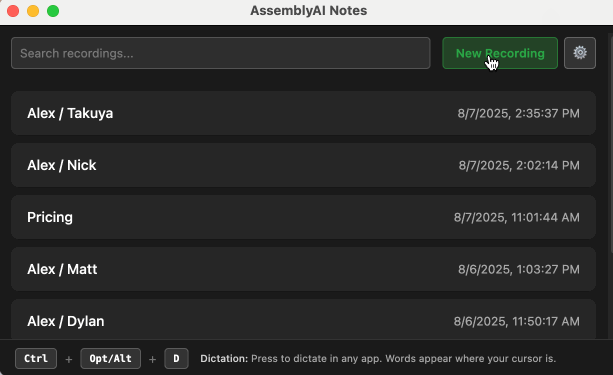 AssemblyAI Notes
Search recordings...
New Recording
Alex / Takuya
8/7/2025, 2:35:37 PM
Alex / Nick
8/7/2025, 2:02:14 PM
Pricing
8/7/2025, 11:01:44 AM
Alex / Matt
8/6/2025, 1:03:27 PM
Alex / Dylan
8/6/2025, 11:50:17 AM
Ctrl + Opt/Alt + D Dictation: Press to dictate in any app. Words appear where your cursor is.